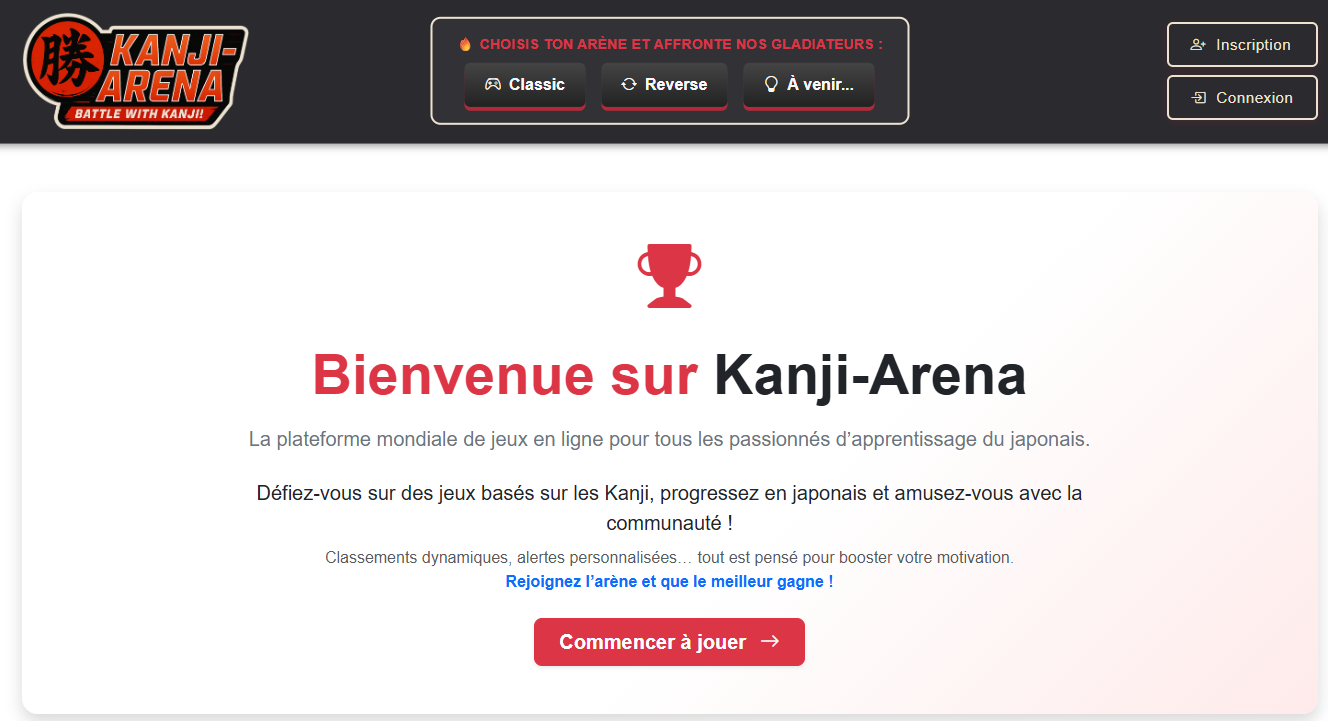 勝
KANJI-
ARENA
BATTLE WITH KANJI!
CHOISIS TON ARÈNE ET AFFRONTE NOS GLADIATEURS :
Classic
Reverse
À venir...
Inscription
Connexion
Bienvenue sur Kanji-Arena
La plateforme mondiale de jeux en ligne pour tous les passionnés d’apprentissage du japonais.
Défiez-vous sur des jeux basés sur les Kanji, progressez en japonais et amusez-vous avec la
communauté !
Classements dynamiques, alertes personnalisées… tout est pensé pour booster votre motivation.
Rejoignez l’arène et que le meilleur gagne !
Commencer à jouer →